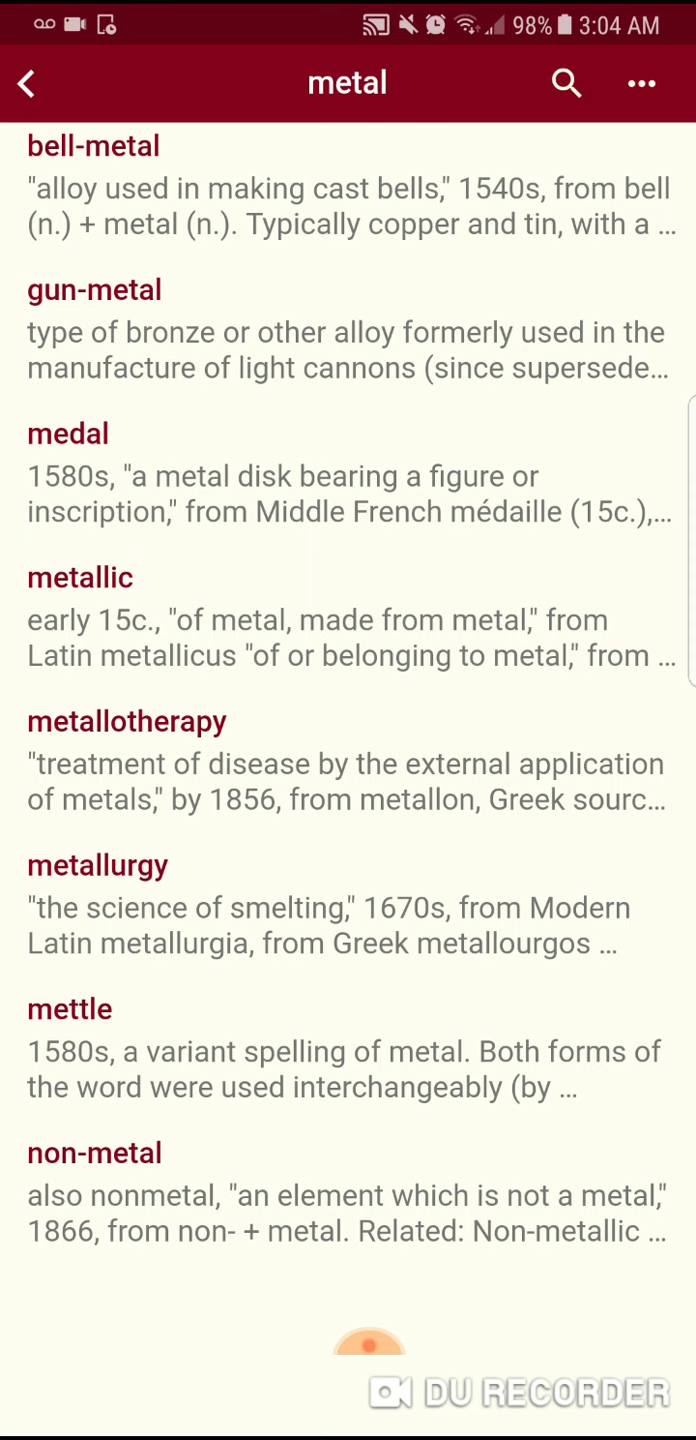 98% 3:04 AM
metal
bell-metal
"alloy used in making cast bells," 1540s, from bell
(n.) + metal (n.). Typically copper and tin, with a ...
gun-metal
type of bronze or other alloy formerly used in the
manufacture of light cannons (since supersede...
medal
1580s, "a metal disk bearing a figure or
inscription," from Middle French médaille (15c.),...
metallic
early 15c., "of metal, made from metal," from
Latin metallicus "of or belonging to metal," from ...
metallotherapy
"treatment of disease by the external application
of metals," by 1856, from metallon, Greek sourc...
metallurgy
"the science of smelting," 1670s, from Modern
Latin metallurgia, from Greek metallourgos ...
mettle
1580s, a variant spelling of metal. Both forms of
the word were used interchangeably (by ...
non-metal
also nonmetal, "an element which is not a metal,"
1866, from non- + metal. Related: Non-metallic ...
DU RECORDER